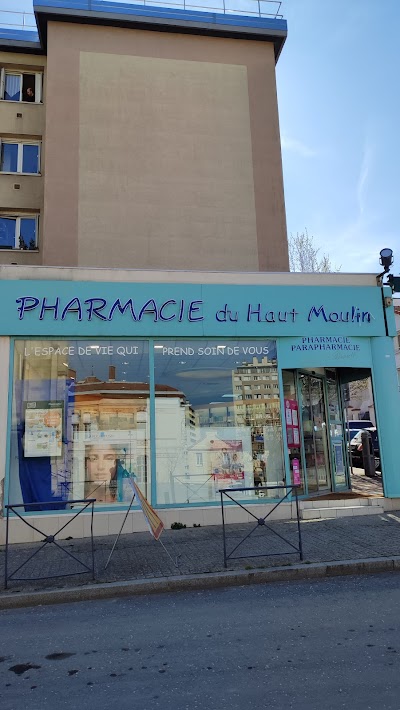 PHARMACIE du Haut Moulin
L'ESPACE DE VIE QUI PREND SOIN DE VOUS
PHARMACIE
PARAPHARMACIE